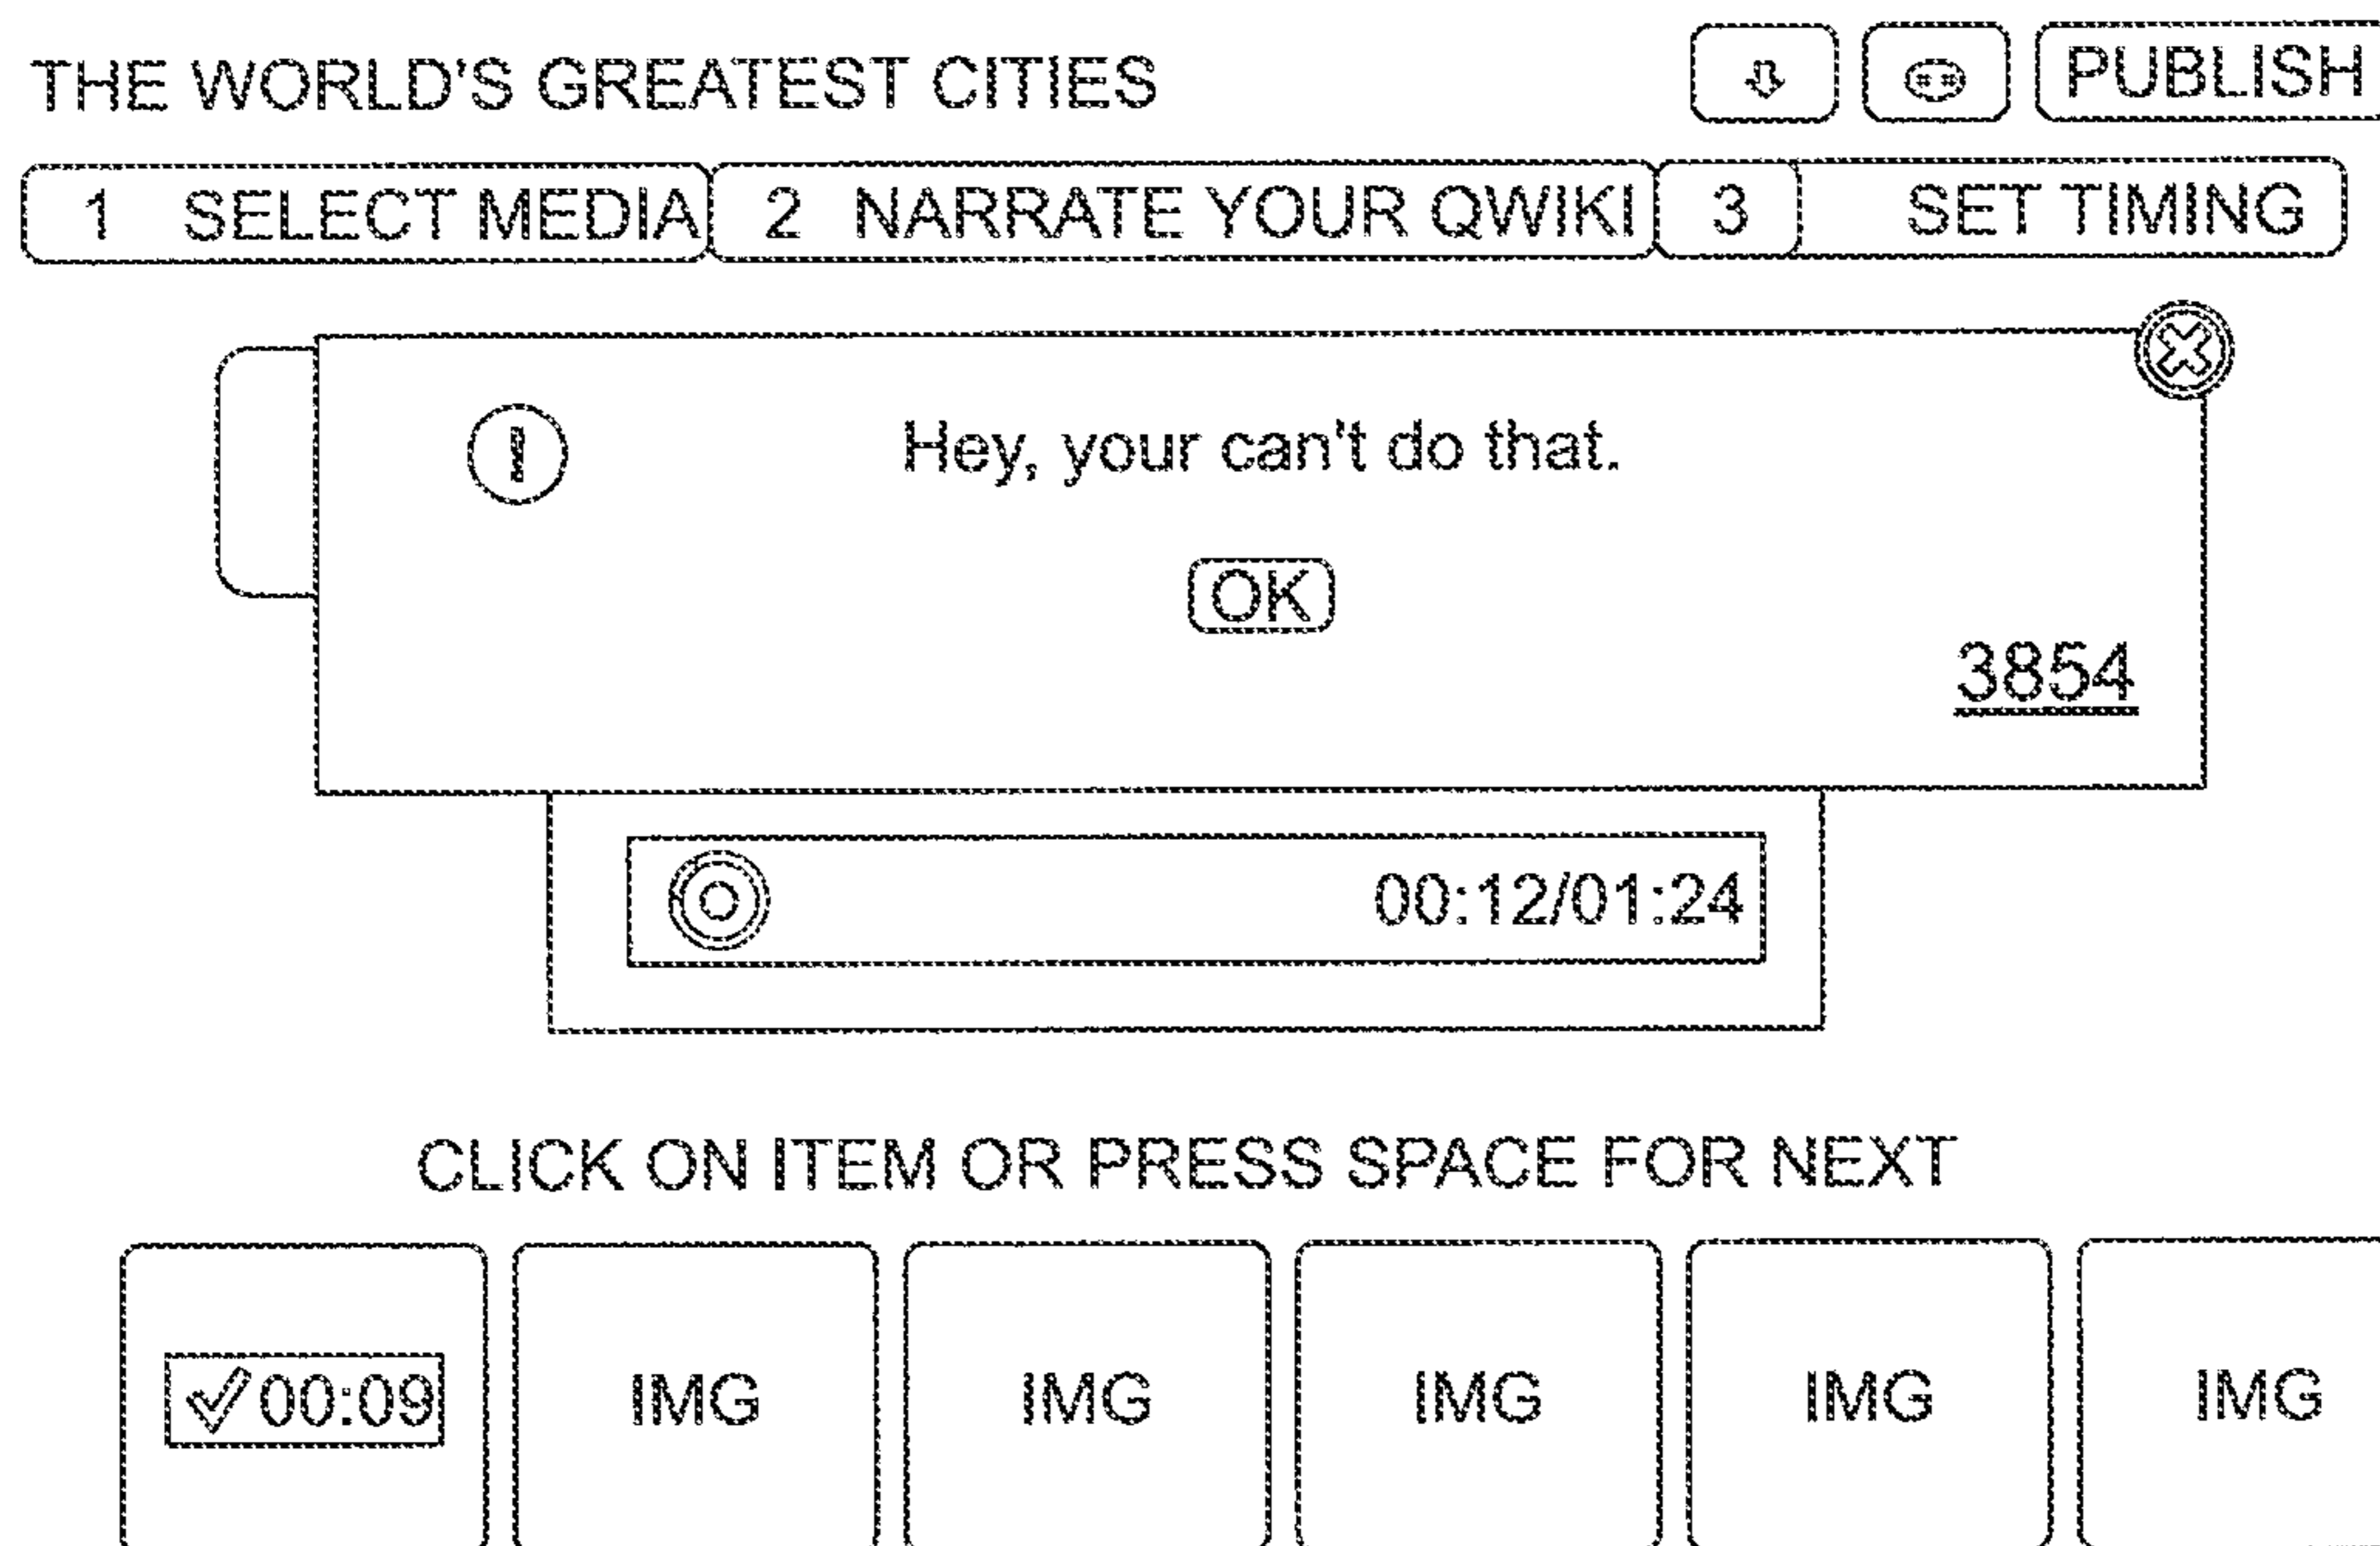 THE WORLD'S GREATEST CITIES PUBLISH
1 SELECT MEDIA 2 NARRATE YOUR QWIKI 3 SET TIMING
Hey, your can't do that.
OK
3854
00:12/01:24
CLICK ON ITEM OR PRESS SPACE FOR NEXT
00:09 IMG IMG IMG IMG IMG